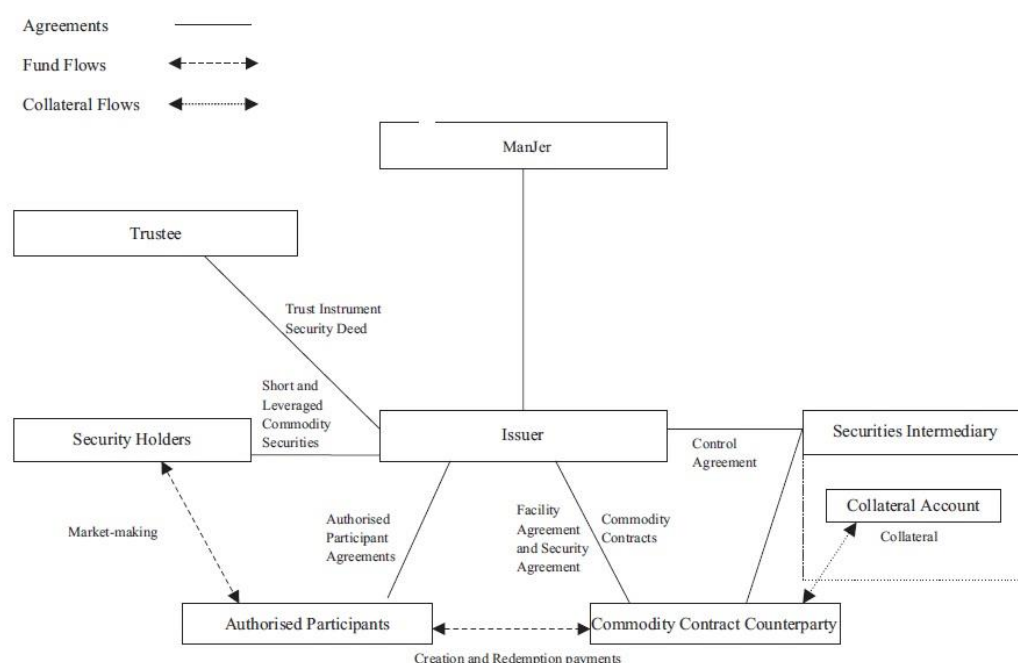 Agreements
Fund Flows
Collateral Flows
ManJer
Trustee
Trust Instrument
Security Deed
Short and
Leveraged
Commodity
Securities
Security Holders
Issuer
Control
Agreement
Securities Intermediary
Collateral Account
Collateral
Market-making
Authorised
Participant
Agreements
Facility
Agreement
and Security
Agreement
Commodity
Contracts
Authorised Participants
Commodity Contract Counterparty
Creation and Redemption payments